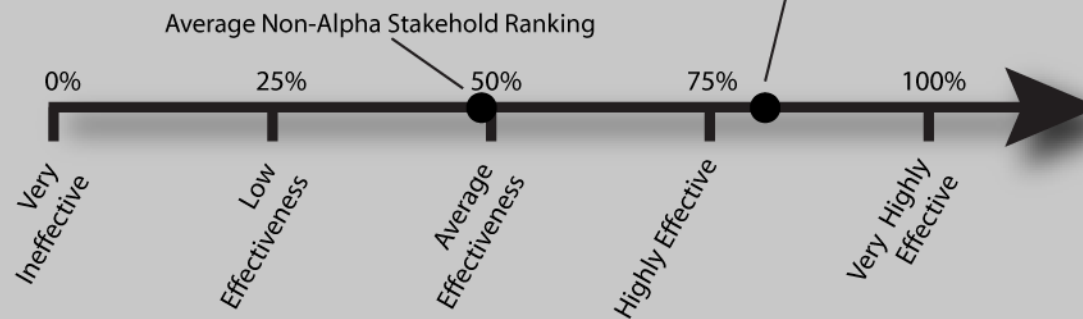 Average Non-Alpha Stakehold Ranking
0% 25% 50% 75% 100%
Very
Ineffective
Low
Effectiveness
Average
Effectiveness
Highly Effective
Very Highly
Effective